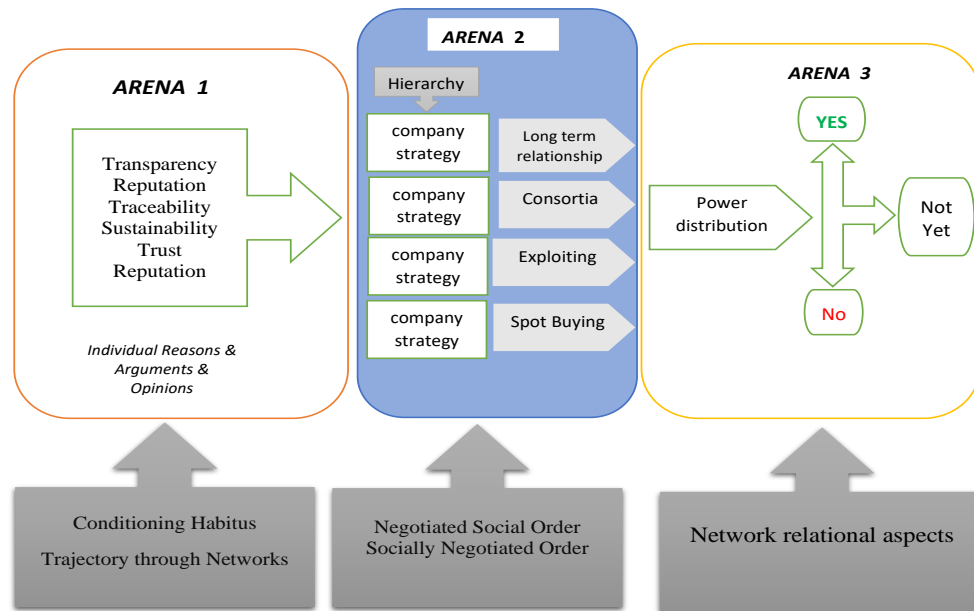 ARENA 1
Transparency
Reputation
Traceability
Sustainability
Trust
Reputation
Individual Reasons &
Arguments &
Opinions
ARENA 2
Hierarchy
company
strategy
Long term
relationship
company
strategy
Consortia
company
strategy
Exploiting
company
strategy
Spot Buying
ARENA 3
YES
Power
distribution
Not
Yet
No
Conditioning Habitus
Trajectory through Networks
Negotiated Social Order
Socially Negotiated Order
Network relational aspects